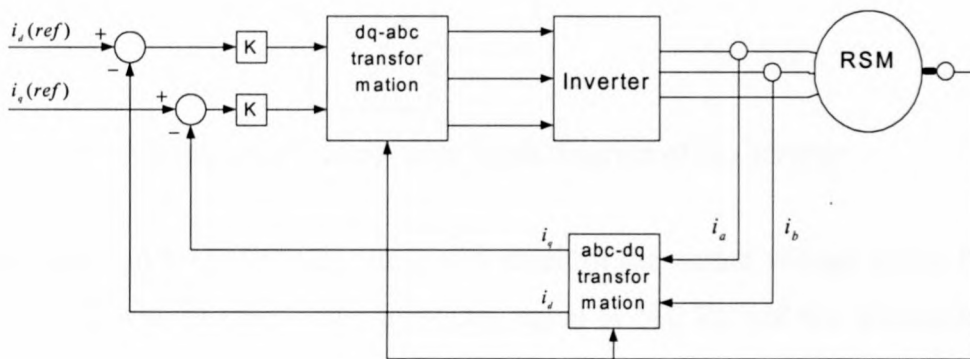 i_d(ref)
+
−
K
dq-abc
transfor
mation
Inverter
RSM
i_q(ref)
+
−
K
i_a
i_b
i_q
i_d
abc-dq
transfor
mation